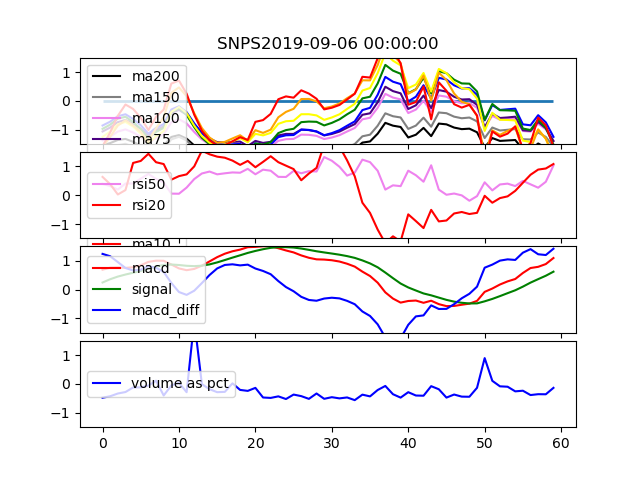 SNPS2019-09-06 00:00:00
1
0
−1
ma200
ma150
ma100
ma75
1
0
−1
rsi50
rsi20
ma10
1
0
−1
macd
signal
macd_diff
1
0
−1
volume as pct
0 10 20 30 40 50 60